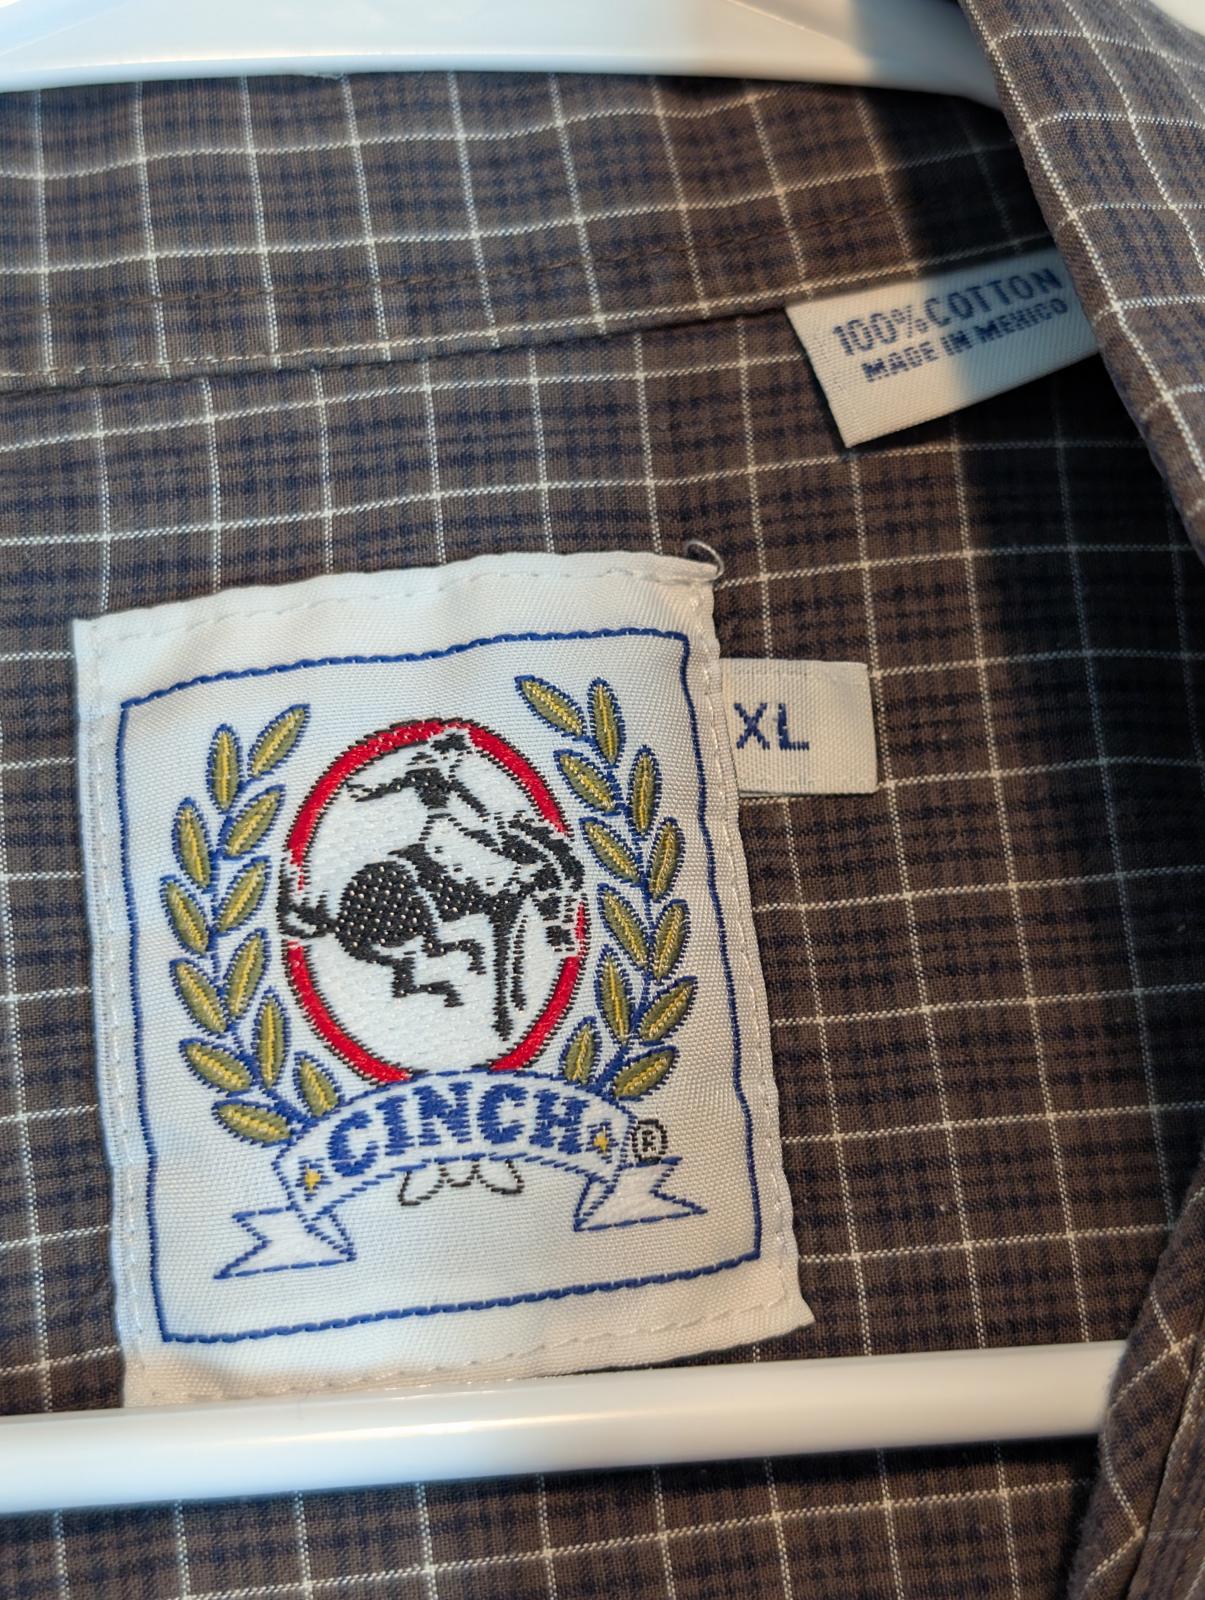 100% COTTON
MADE IN MEXICO
XL
CINCH ®